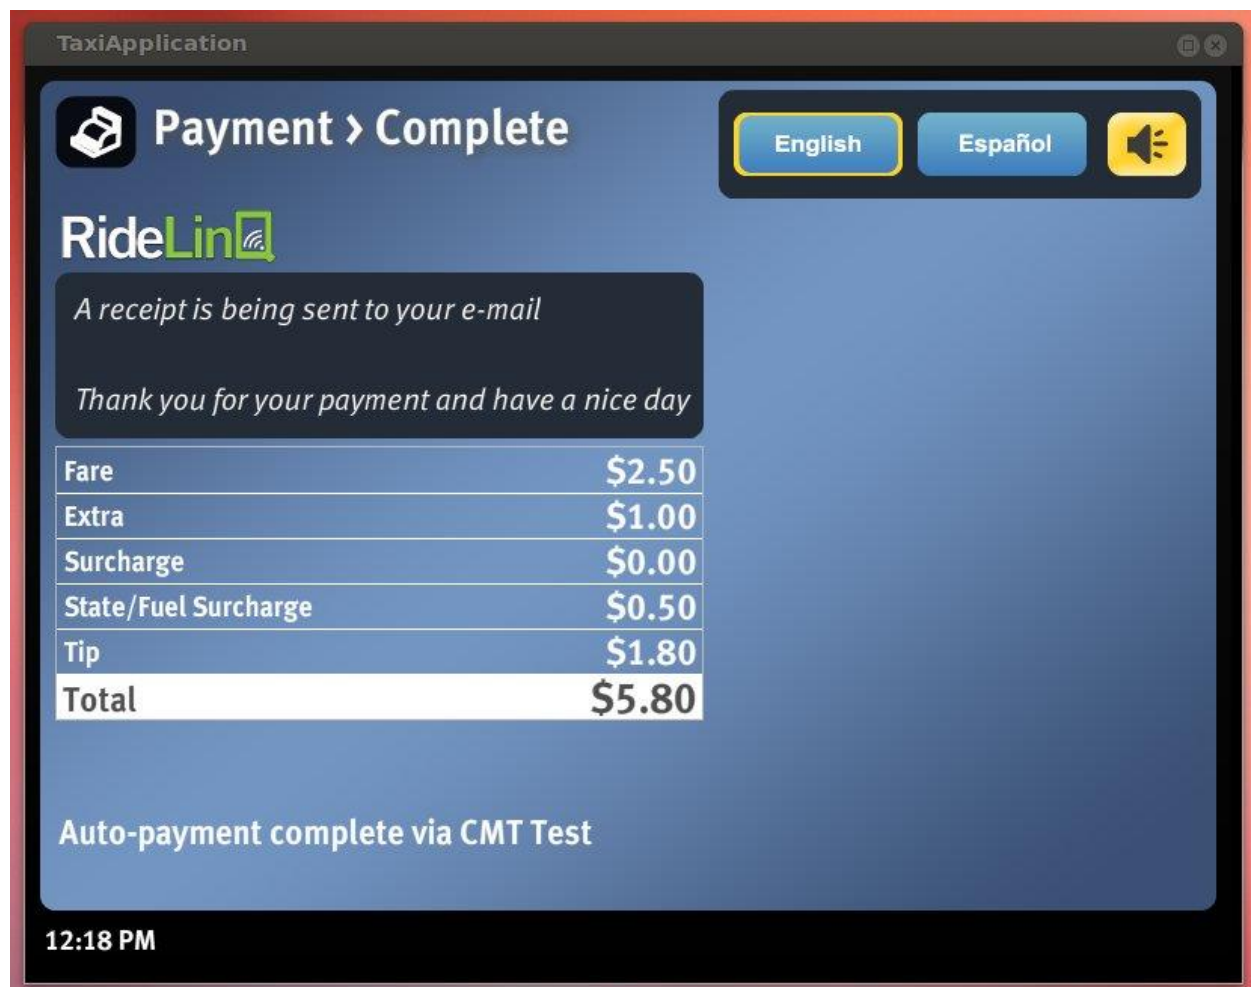 TaxiApplication
Payment > Complete
English
Español
RideLinQ
A receipt is being sent to your e-mail
Thank you for your payment and have a nice day
Fare $2.50
Extra $1.00
Surcharge $0.00
State/Fuel Surcharge $0.50
Tip $1.80
Total $5.80
Auto-payment complete via CMT Test
12:18 PM